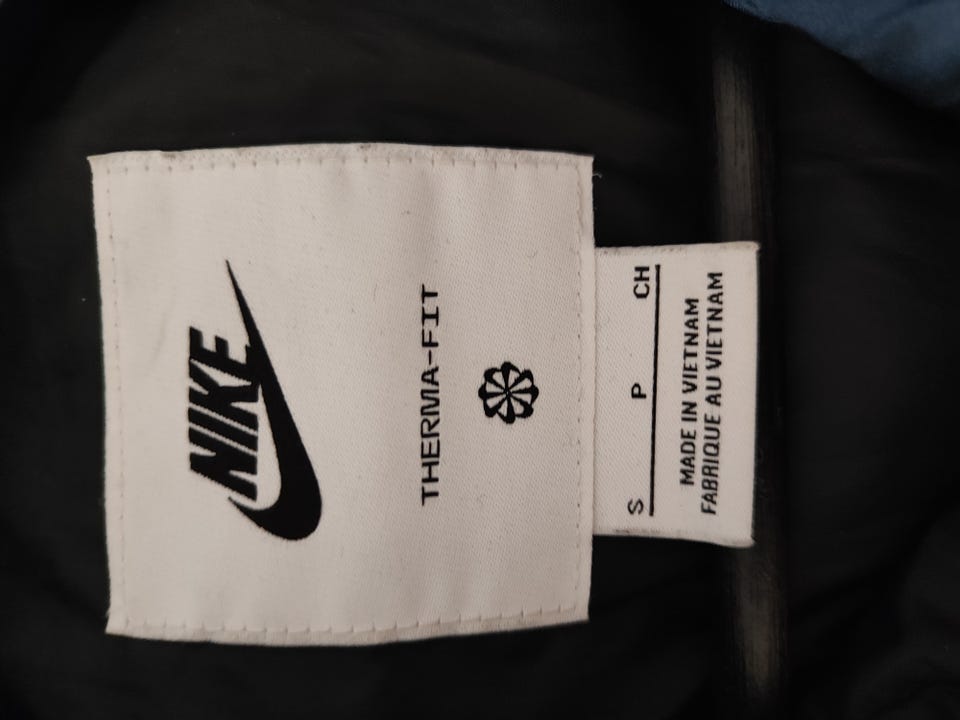 NIKE
THERMA-FIT
S P CH
MADE IN VIETNAM
FABRIQUE AU VIETNAM